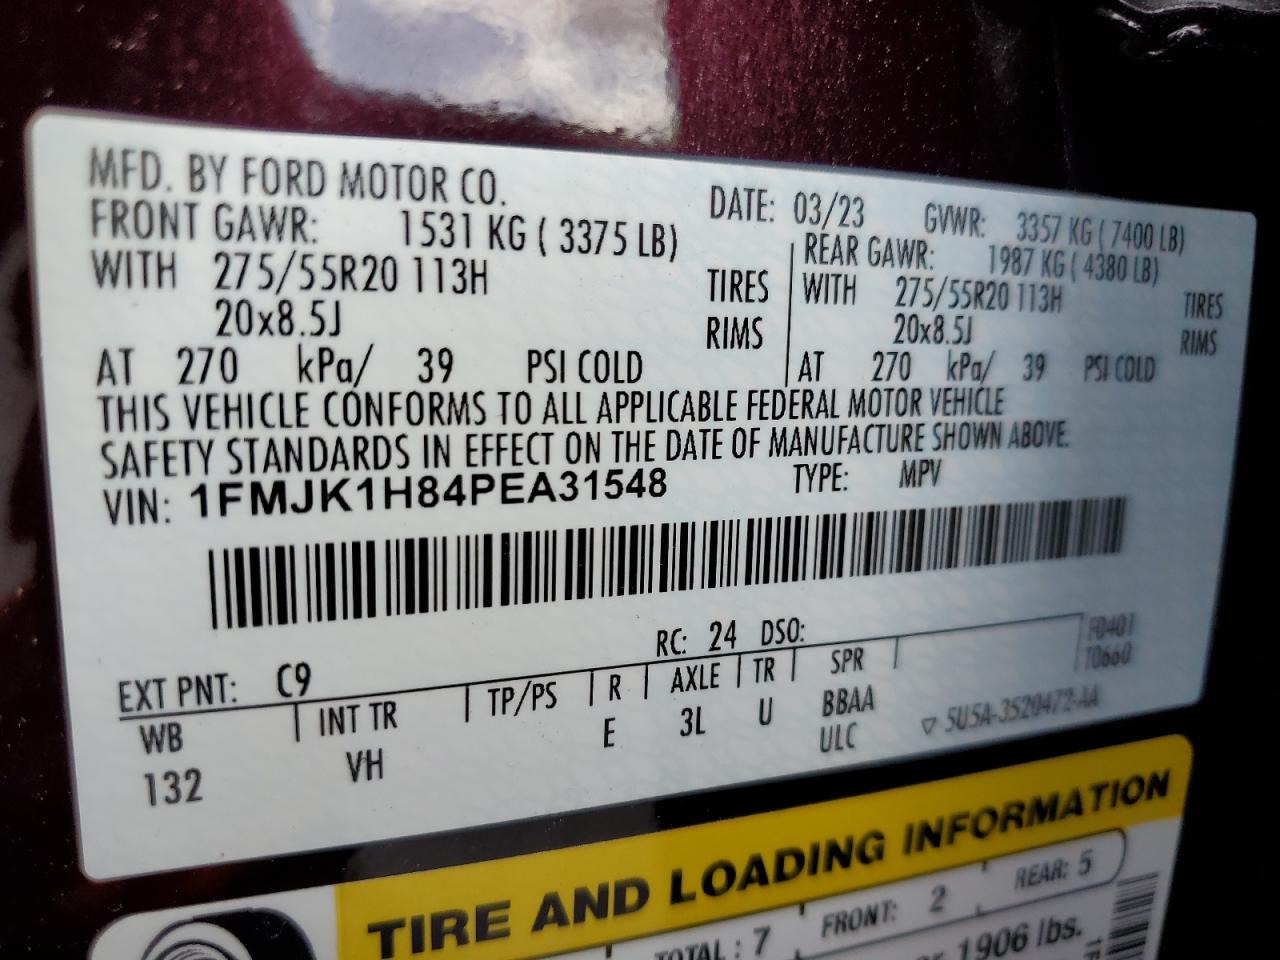 MFD. BY FORD MOTOR CO.
DATE: 03/23 GVWR: 3357 KG ( 7400 LB)
FRONT GAWR: 1531 KG ( 3375 LB) REAR GAWR: 1987 KG ( 4380 LB)
WITH 275/55R20 113H TIRES WITH 275/55R20 113H TIRES
20x8.5J RIMS 20x8.5J RIMS
AT 270 kPa/ 39 PSI COLD AT 270 kPa/ 39 PSI COLD
THIS VEHICLE CONFORMS TO ALL APPLICABLE FEDERAL MOTOR VEHICLE
SAFETY STANDARDS IN EFFECT ON THE DATE OF MANUFACTURE SHOWN ABOVE.
VIN: 1FMJK1H84PEA31548 TYPE: MPV
EXT PNT: C9 RC: 24 DSO: F0401
WB INT TR TP/PS R AXLE TR SPR T0660
132 VH E 3L U BBAA
ULC ▽ 5U5A-3520472-AA
TIRE AND LOADING INFORMATION
TOTAL : 7 FRONT: 2 REAR: 5
1906 lbs.